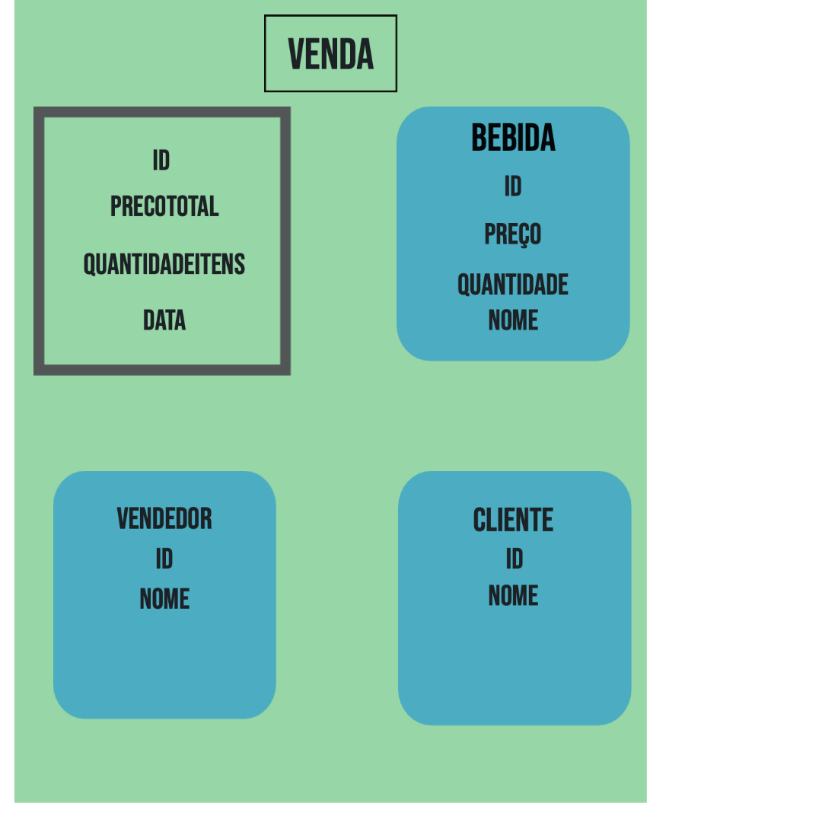 VENDA
ID
PRECOTOTAL
QUANTIDADEITENS
DATA
BEBIDA
ID
PREÇO
QUANTIDADE
NOME
VENDEDOR
ID
NOME
CLIENTE
ID
NOME